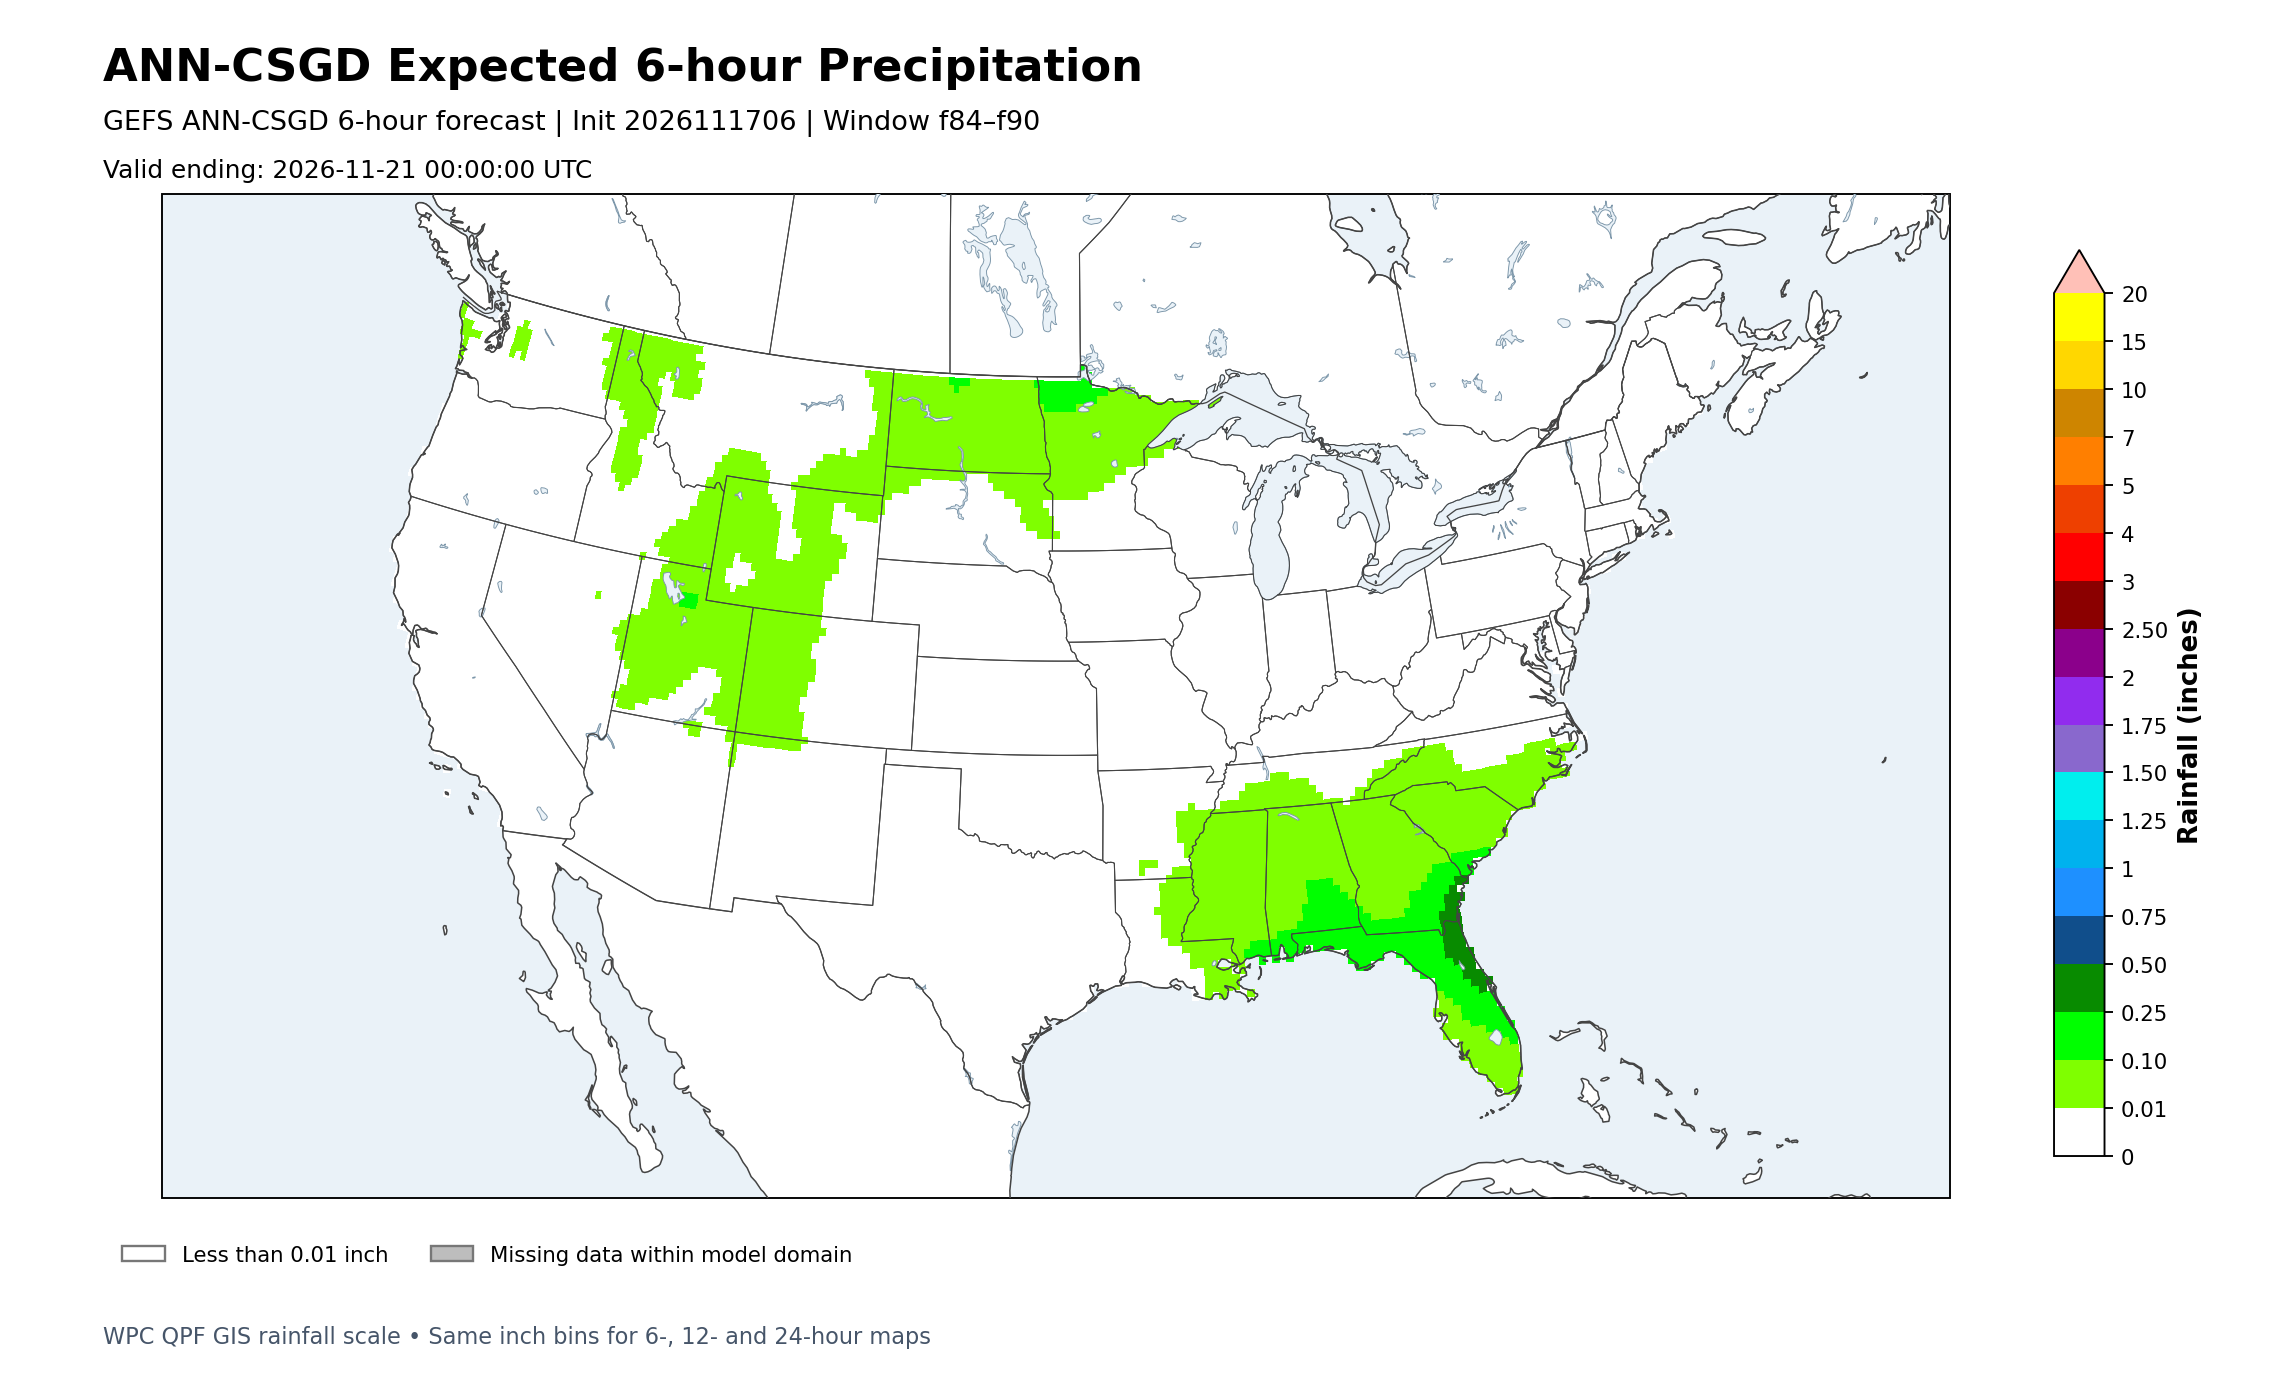 ANN-CSGD Expected 6-hour Precipitation
GEFS ANN-CSGD 6-hour forecast | Init 2026111706 | Window f84–f90
Valid ending: 2026-11-21 00:00:00 UTC
20
15
10
7
5
4
3
2.50
2
1.75
1.50
1.25
1
0.75
0.50
0.25
0.10
0.01
0
Rainfall (inches)
Less than 0.01 inch
Missing data within model domain
WPC QPF GIS rainfall scale • Same inch bins for 6-, 12- and 24-hour maps